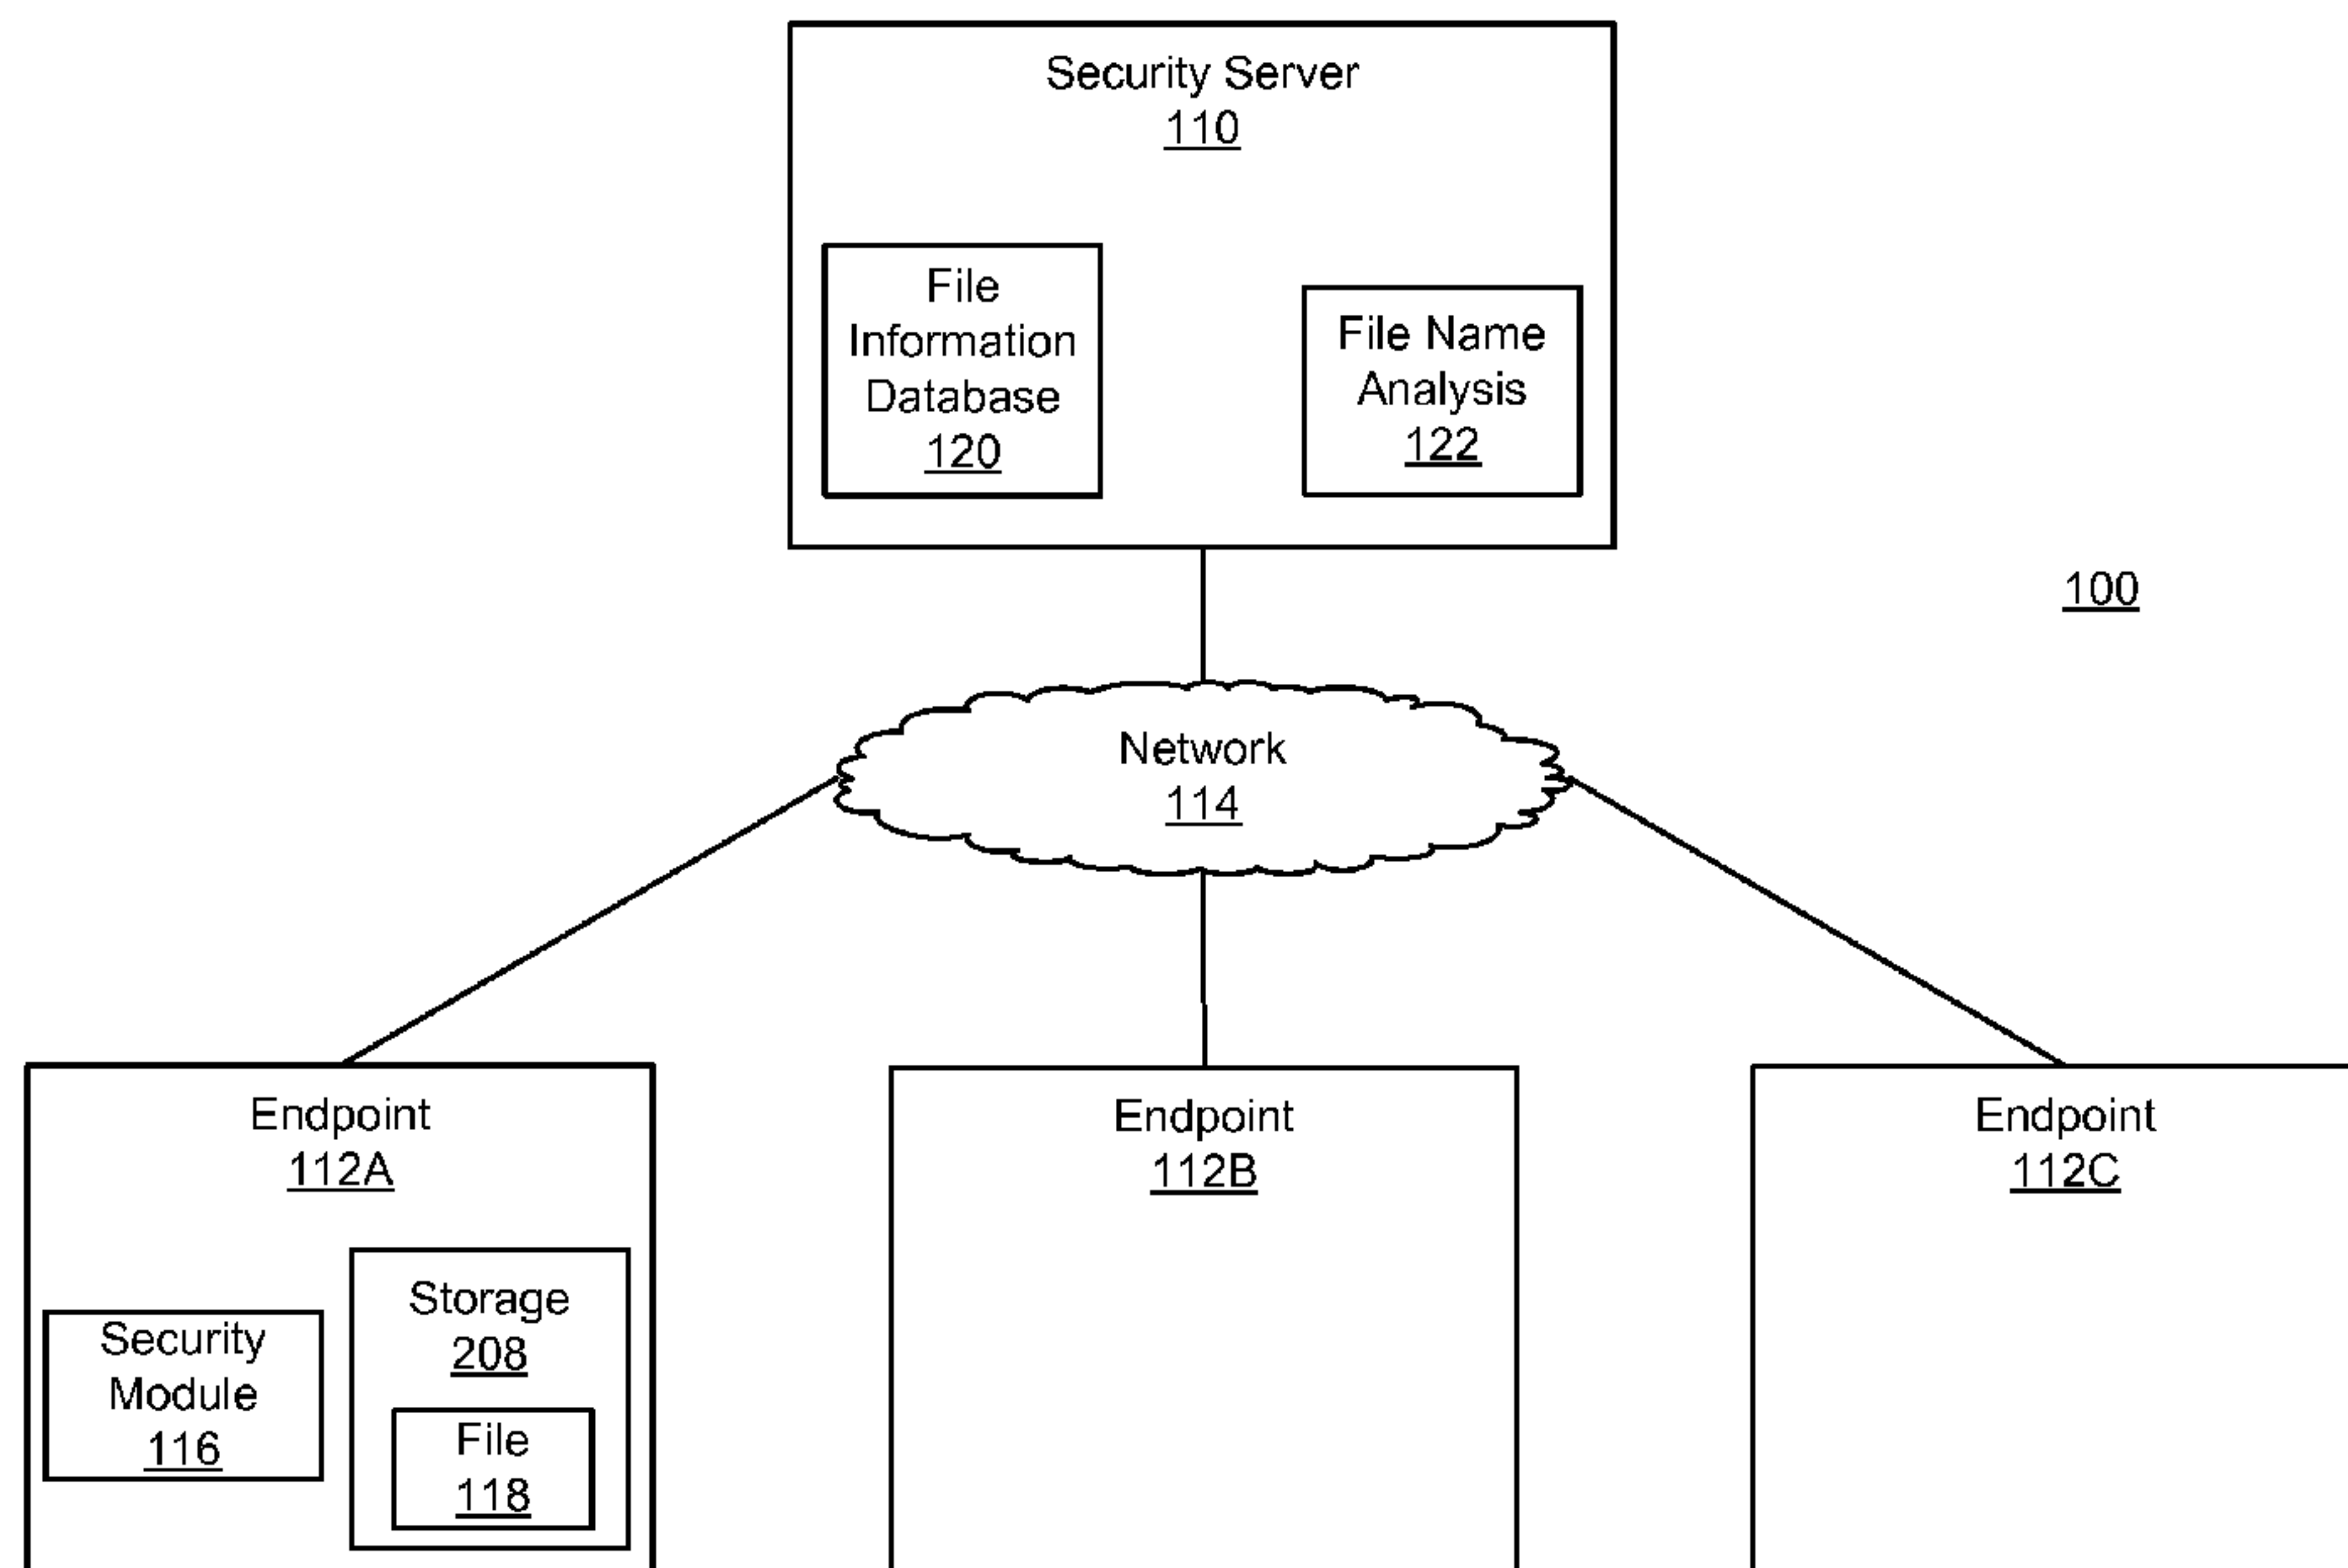 Security Server
110
File
Information
Database
120
File Name
Analysis
122
100
Network
114
Endpoint
112A
Security
Module
116
Storage
208
File
118
Endpoint
112B
Endpoint
112C